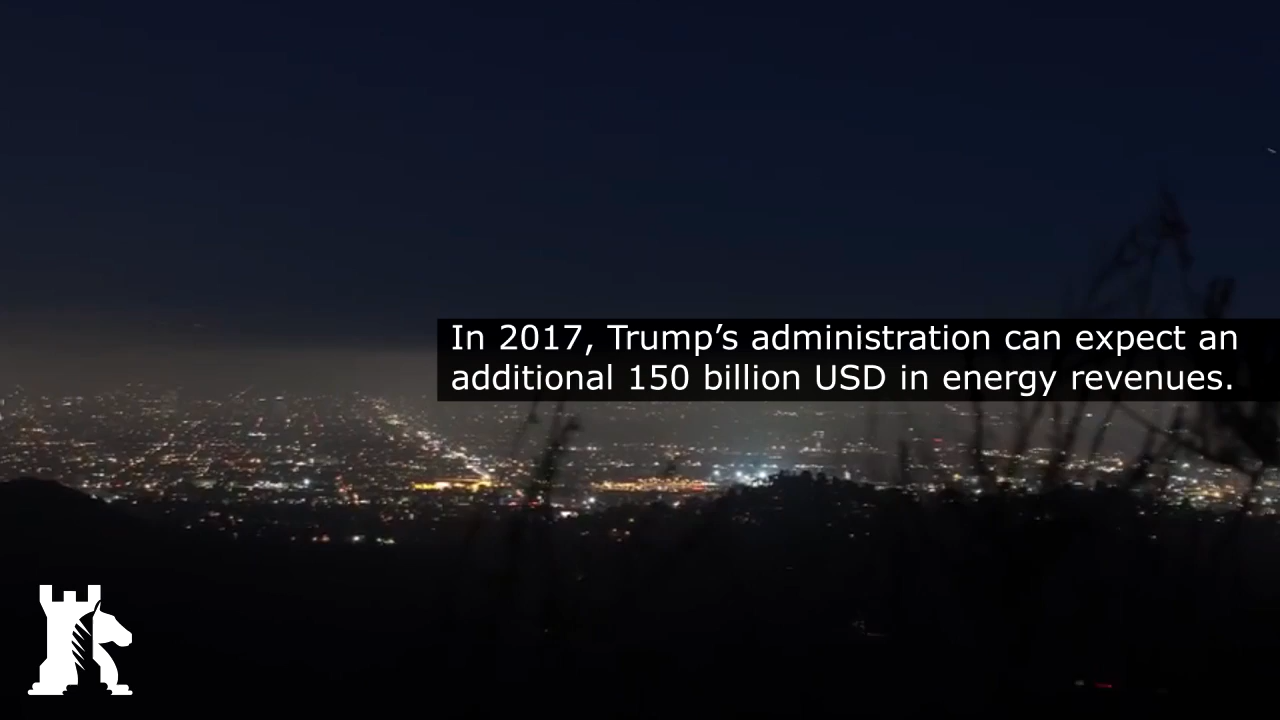 In 2017, Trump’s administration can expect an
additional 150 billion USD in energy revenues.